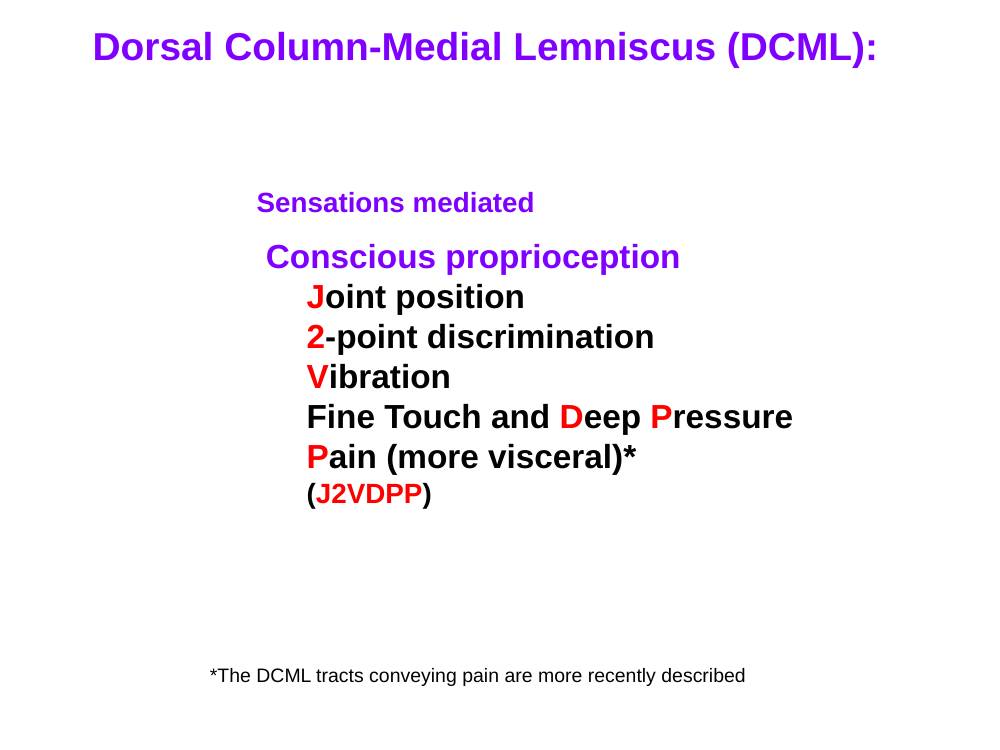 Dorsal Column-Medial Lemniscus (DCML):
Sensations mediated
Conscious proprioception
Joint position
2-point discrimination
Vibration
Fine Touch and Deep Pressure
Pain (more visceral)*
(J2VDPP)
*The DCML tracts conveying pain are more recently described